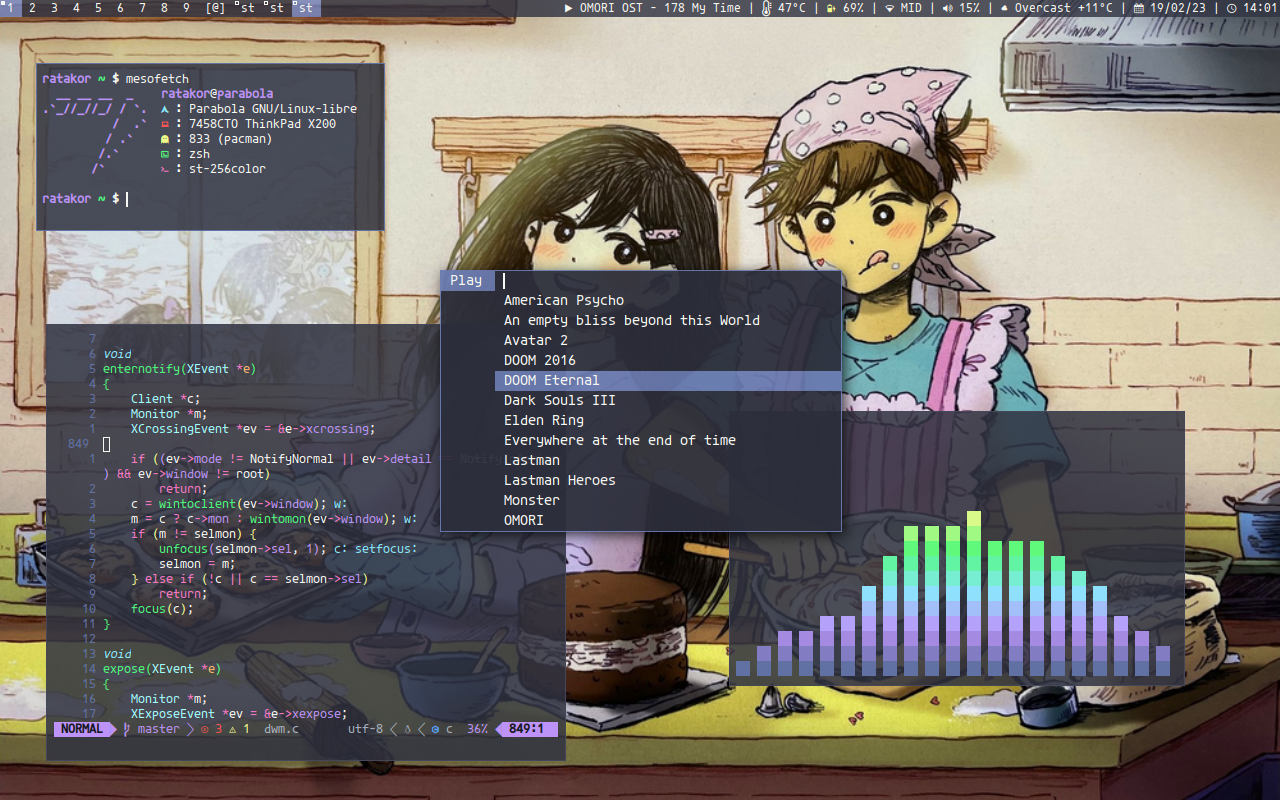 1 2 3 4 5 6 7 8 9 [@] st st st
OMORI OST - 178 My Time | 47°C | 69% | MID | 15% | Overcast +11°C | 19/02/23 | 14:01
ratakor ~ $ mesofetch
ratakor@parabola
: Parabola GNU/Linux-libre
: 7458CTO ThinkPad X200
: 833 (pacman)
: zsh
: st-256color
ratakor ~ $
Play
American Psycho
An empty bliss beyond this World
Avatar 2
DOOM 2016
DOOM Eternal
Dark Souls III
Elden Ring
Everywhere at the end of time
Lastman
Lastman Heroes
Monster
OMORI
7
6 void
5 enternotify(XEvent *e)
4 {
3 Client *c;
2 Monitor *m;
1 XCrossingEvent *ev = &e->xcrossing;
849
1 if ((ev->mode != NotifyNormal || ev->detail == Notify
) && ev->window != root)
2 return;
3 c = wintoclient(ev->window); w:
4 m = c ? c->mon : wintomon(ev->window); w:
5 if (m != selmon) {
6 unfocus(selmon->sel, 1); c: setfocus:
7 selmon = m;
8 } else if (!c || c == selmon->sel)
9 return;
10 focus(c);
11 }
12
13 void
14 expose(XEvent *e)
15 {
16 Monitor *m;
17 XExposeEvent *ev = &e->xexpose;
NORMAL master 3 1 dwm.c utf-8 c 36% 849:1